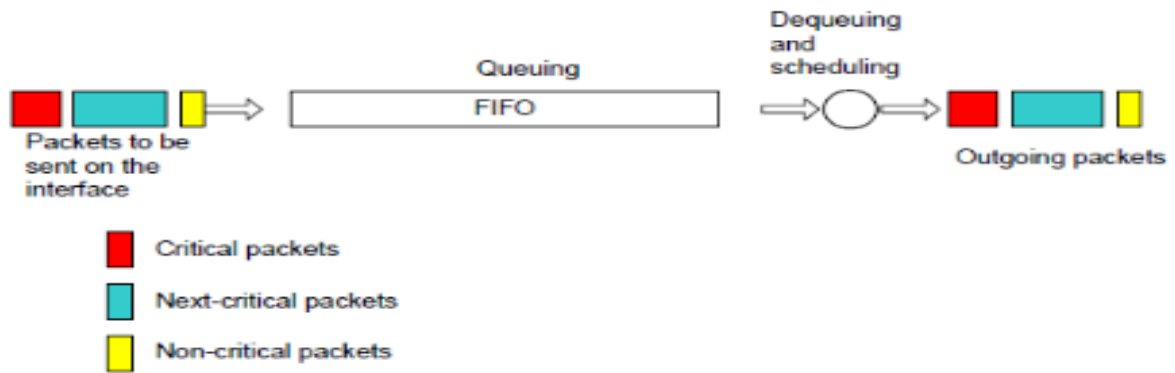 Dequeuing
and
scheduling
Queuing
FIFO
Packets to be
sent on the
interface
Outgoing packets
Critical packets
Next-critical packets
Non-critical packets